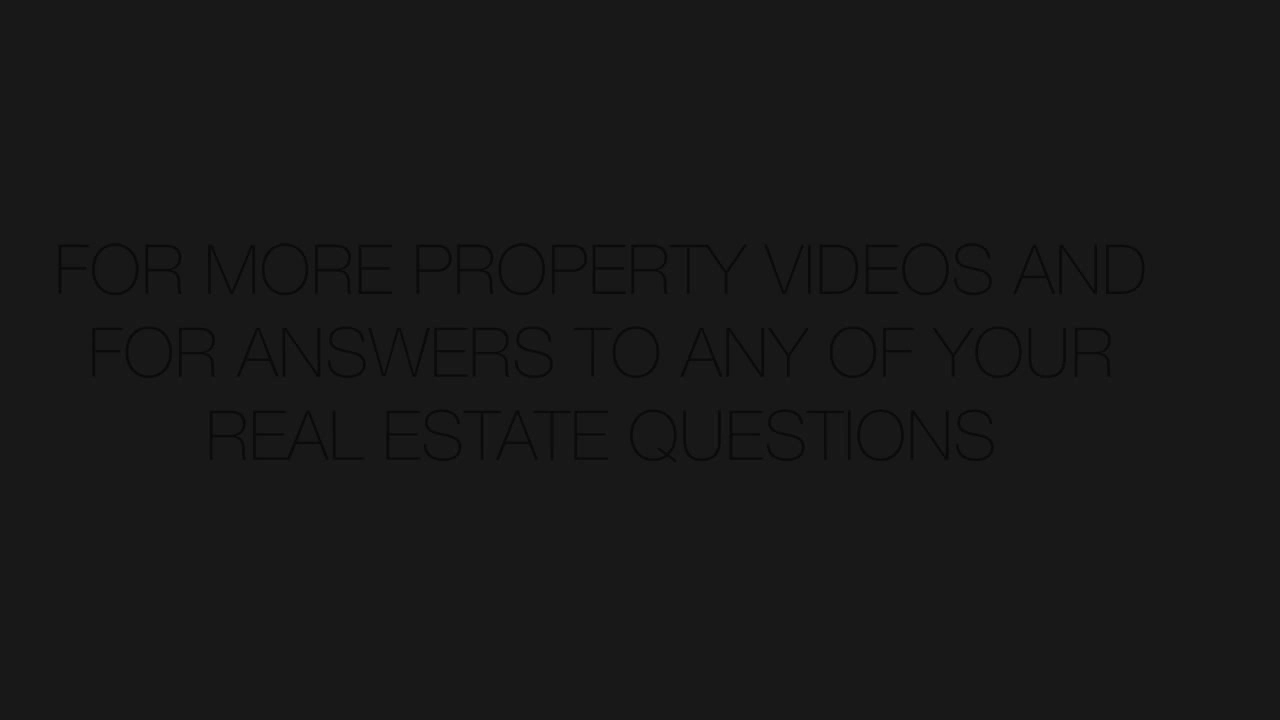 FOR MORE PROPERTY VIDEOS AND
FOR ANSWERS TO ANY OF YOUR
REAL ESTATE QUESTIONS